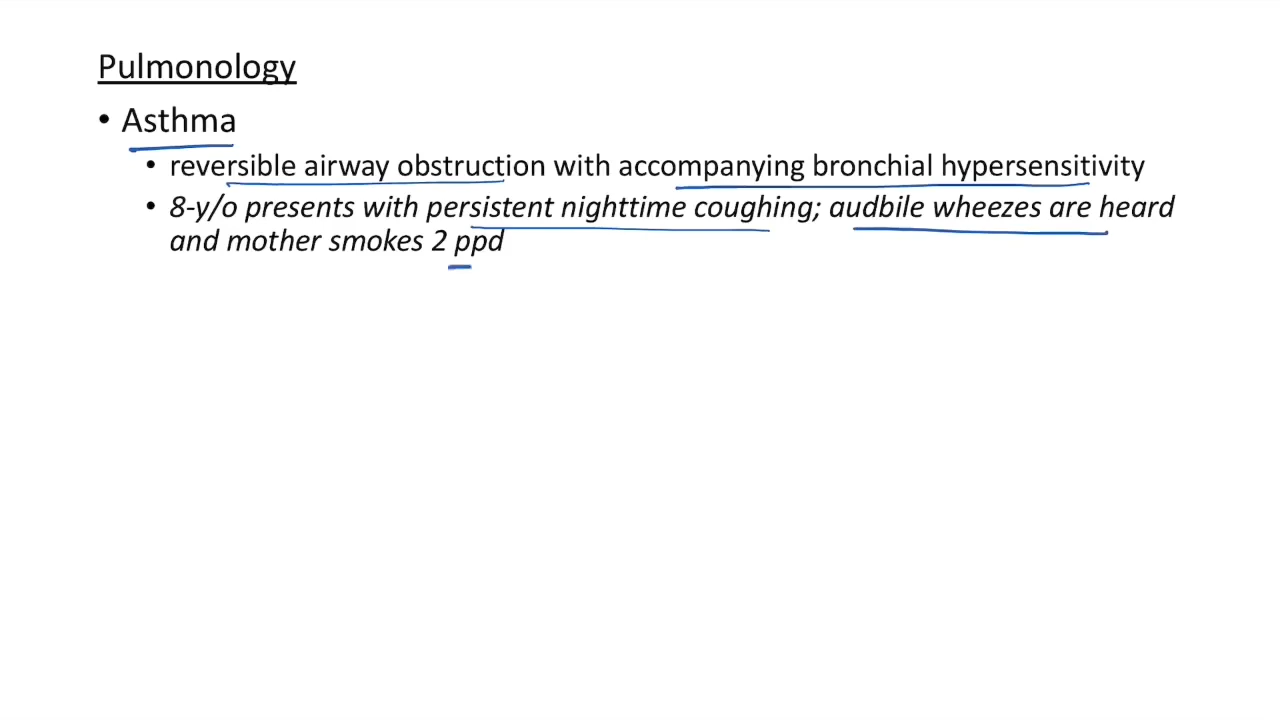 Pulmonology
• Asthma
• reversible airway obstruction with accompanying bronchial hypersensitivity
• 8-y/o presents with persistent nighttime coughing; audbile wheezes are heard
and mother smokes 2 ppd